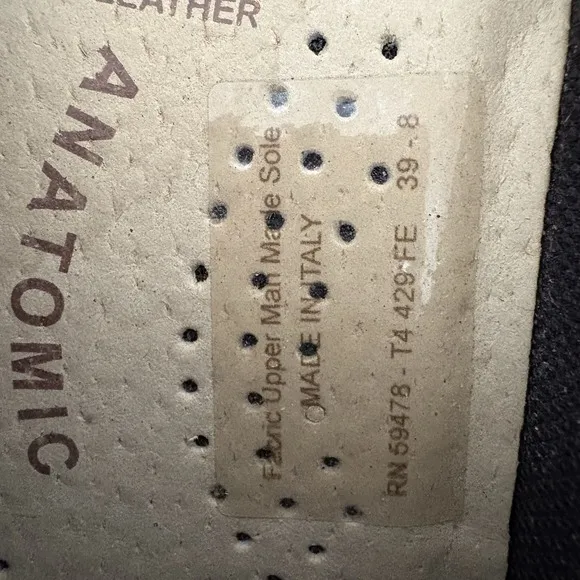 LEATHER
ANATOMIC
Fabric Upper Man Made Sole
MADE IN ITALY
RN 59478 - T4 429 FE 39 - 8